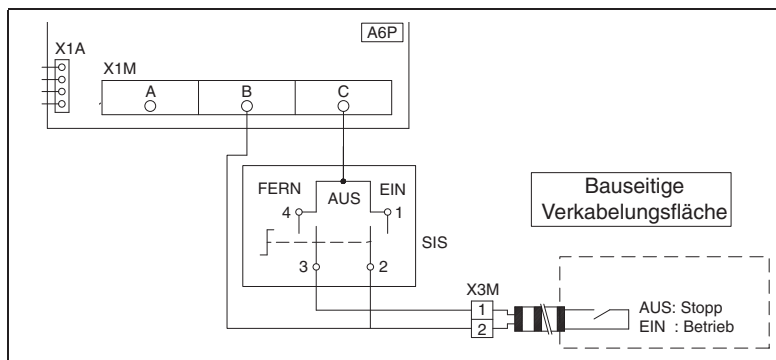 A6P
X1A
X1M
A B C
FERN AUS EIN
4 1
SIS
3 2
Bauseitige
Verkabelungsfläche
X3M
1
2
AUS: Stopp
EIN : Betrieb